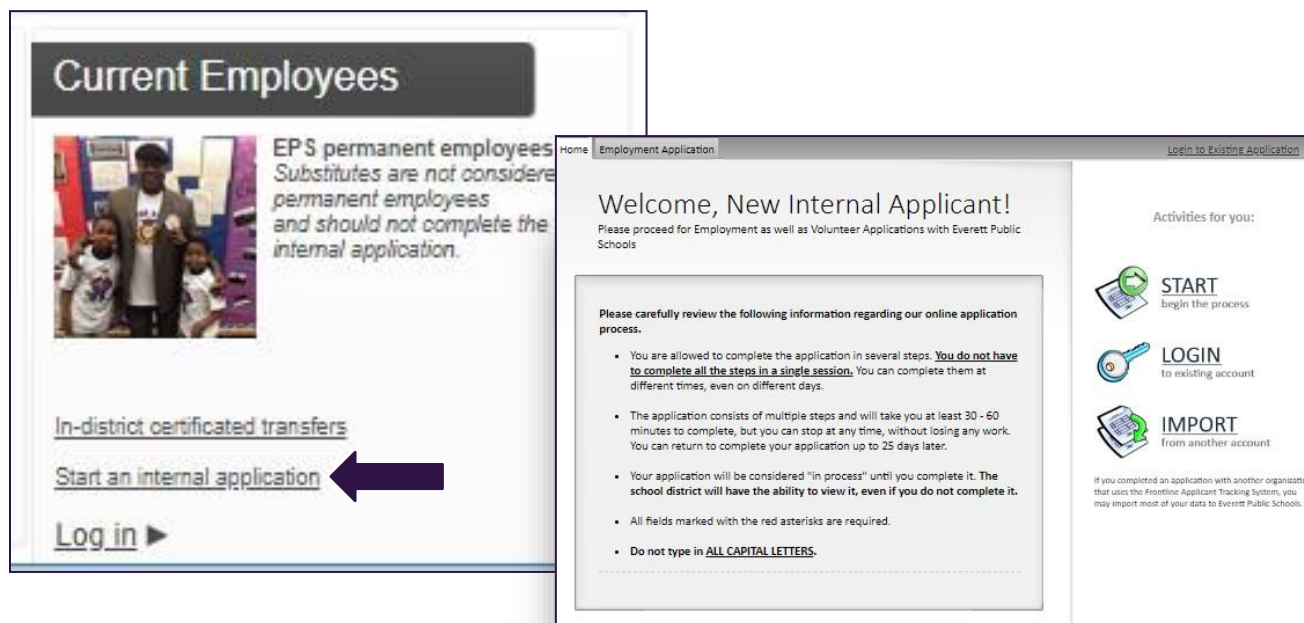 Current Employees
EPS permanent employees
Substitutes are not considere
permanent employees
and should not complete the
internal application.
In-district certificated transfers
Start an internal application
Log in ▶
Home
Employment Application
Login to Existing Application
Welcome, New Internal Applicant!
Please proceed for Employment as well as Volunteer Applications with Everett Public
Schools
Please carefully review the following information regarding our online application
process.
• You are allowed to complete the application in several steps. You do not have
to complete all the steps in a single session. You can complete them at
different times, even on different days.
• The application consists of multiple steps and will take you at least 30 - 60
minutes to complete, but you can stop at any time, without losing any work.
You can return to complete your application up to 25 days later.
• Your application will be considered "in process" until you complete it. The
school district will have the ability to view it, even if you do not complete it.
• All fields marked with the red asterisks are required.
• Do not type in ALL CAPITAL LETTERS.
Activities for you:
START
begin the process
LOGIN
to existing account
IMPORT
from another account
If you completed an application with another organizatio
that uses the Frontline Applicant Tracking System, you
may import most of your data to Everett Public Schools.